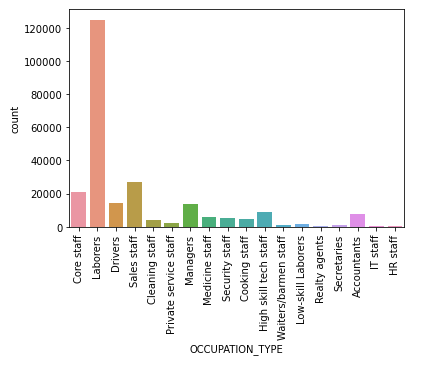 120000
100000
80000
60000
40000
20000
0
count
Core staff
Laborers
Drivers
Sales staff
Cleaning staff
Private service staff
Managers
Medicine staff
Security staff
Cooking staff
High skill tech staff
Waiters/barmen staff
Low-skill Laborers
Realty agents
Secretaries
Accountants
IT staff
HR staff
OCCUPATION_TYPE